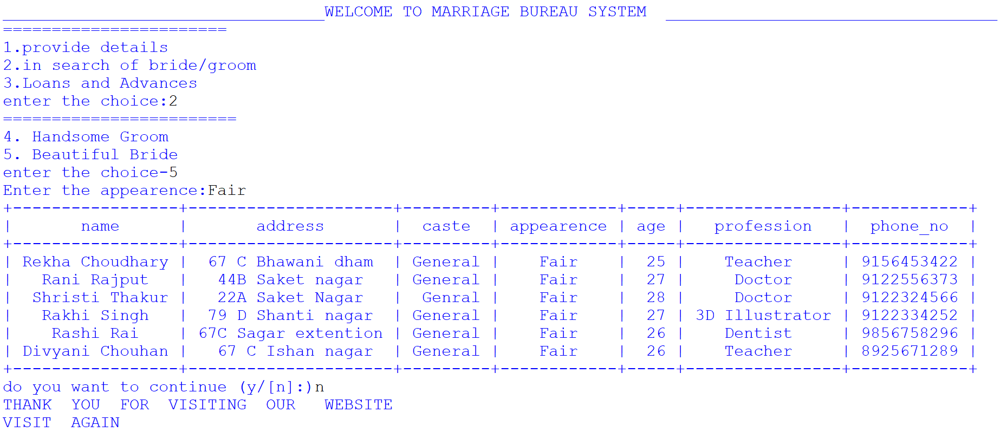 _________________________________WELCOME TO MARRIAGE BUREAU SYSTEM  __________________________________
=======================
1.provide details
2.in search of bride/groom
3.Loans and Advances
enter the choice:2
========================
4. Handsome Groom
5. Beautiful Bride
enter the choice-5
Enter the appearence:Fair
+-----------------+---------------------+---------+------------+-----+----------------+------------+
|       name      |       address       |  caste  | appearence | age |   profession   |  phone_no  |
+-----------------+---------------------+---------+------------+-----+----------------+------------+
| Rekha Choudhary |  67 C Bhawani dham  | General |    Fair    |  25 |    Teacher     | 9156453422 |
|   Rani Rajput   |   44B Saket nagar   | General |    Fair    |  27 |     Doctor     | 9122556373 |
|  Shristi Thakur |   22A Saket Nagar   |  Genral |    Fair    |  28 |     Doctor     | 9122324566 |
|   Rakhi Singh   |  79 D Shanti nagar  | General |    Fair    |  27 | 3D Illustrator | 9122334252 |
|    Rashi Rai    | 67C Sagar extention | General |    Fair    |  26 |    Dentist     | 9856758296 |
| Divyani Chouhan |   67 C Ishan nagar  | General |    Fair    |  26 |    Teacher     | 8925671289 |
+-----------------+---------------------+---------+------------+-----+----------------+------------+
do you want to continue (y/[n]:)n
THANK  YOU  FOR  VISITING  OUR   WEBSITE
VISIT  AGAIN